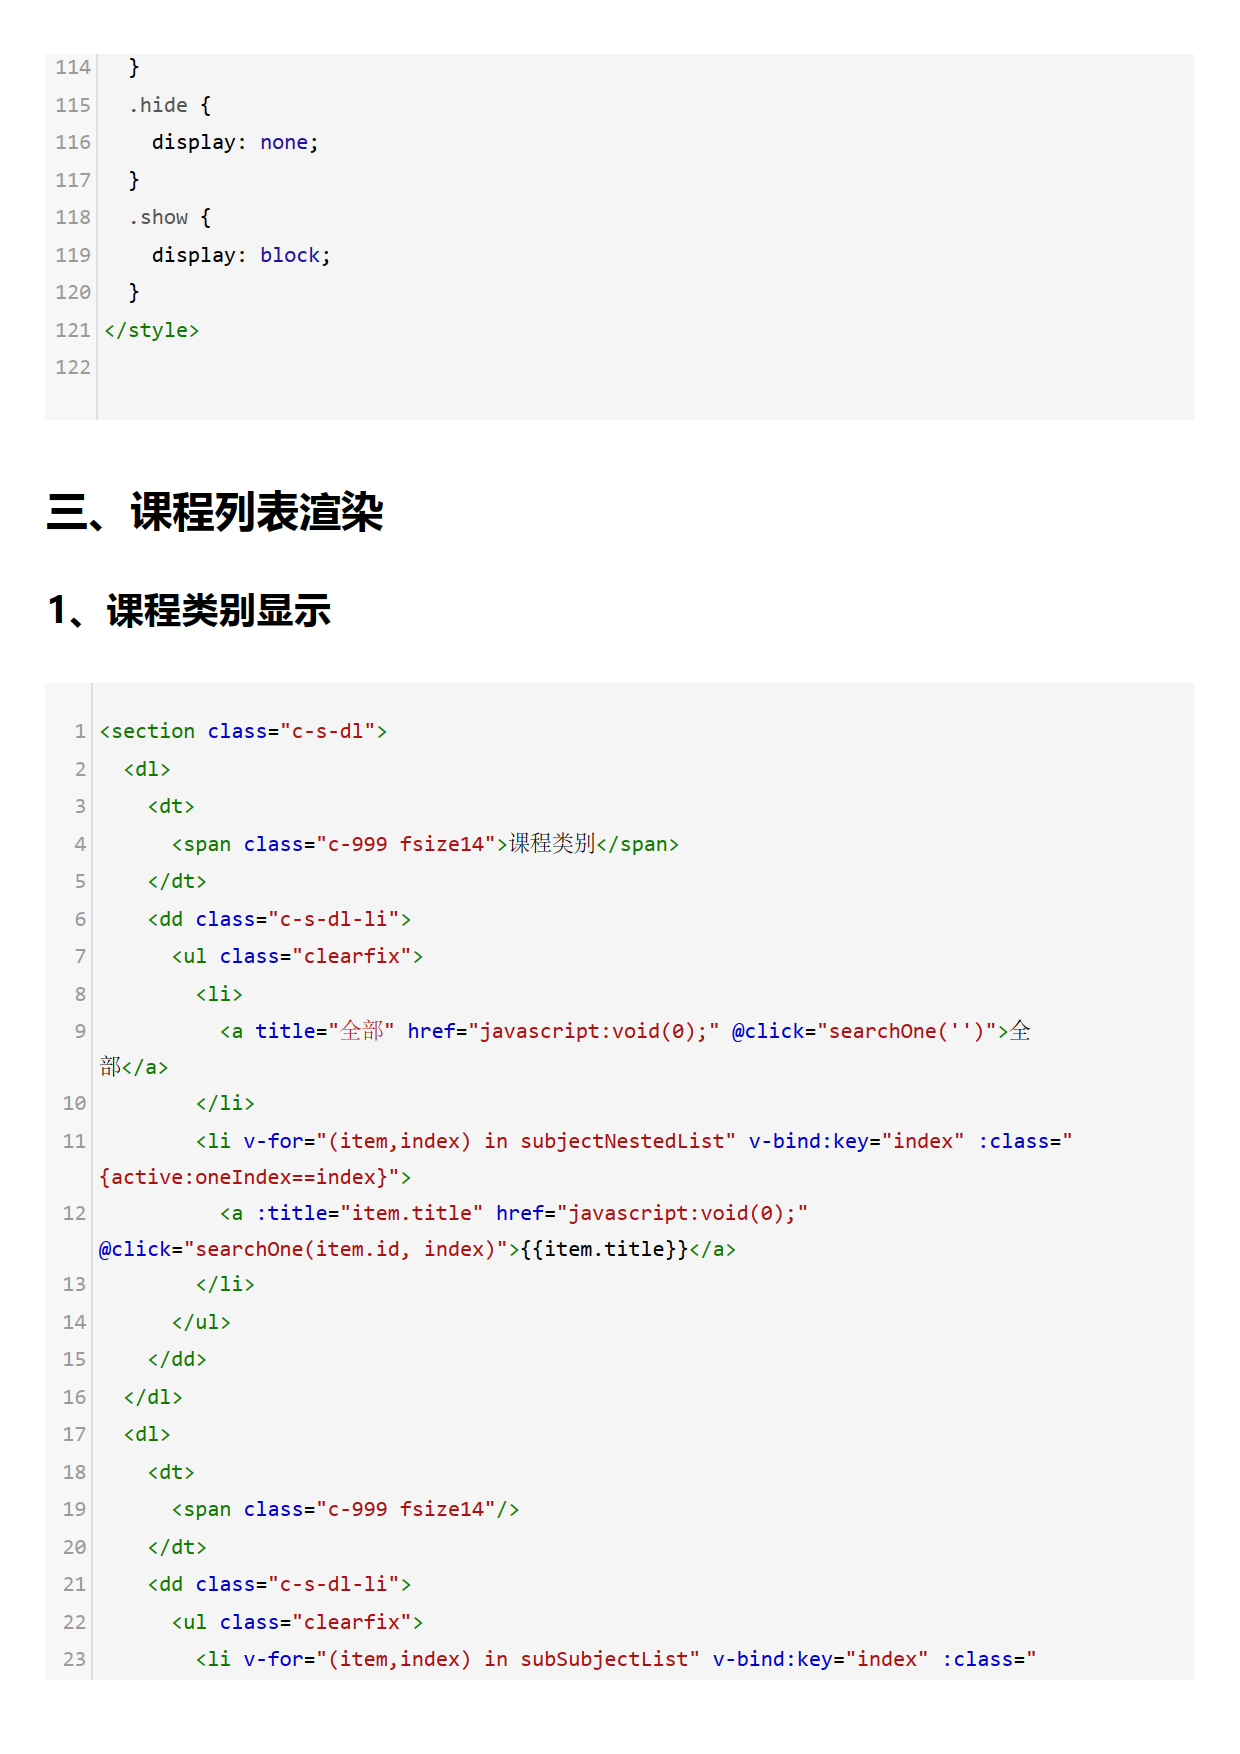 114   }
115   .hide {
116     display: none;
117   }
118   .show {
119     display: block;
120   }
121 </style>
122
三、课程列表渲染
1、课程类别显示
1 <section class="c-s-dl">
2   <dl>
3     <dt>
4       <span class="c-999 fsize14">课程类别</span>
5     </dt>
6     <dd class="c-s-dl-li">
7       <ul class="clearfix">
8         <li>
9           <a title="全部" href="javascript:void(0);" @click="searchOne('')">全
部</a>
10         </li>
11         <li v-for="(item,index) in subjectNestedList" v-bind:key="index" :class="
{active:oneIndex==index}">
12           <a :title="item.title" href="javascript:void(0);"
@click="searchOne(item.id, index)">{{item.title}}</a>
13         </li>
14       </ul>
15     </dd>
16   </dl>
17   <dl>
18     <dt>
19       <span class="c-999 fsize14"/>
20     </dt>
21     <dd class="c-s-dl-li">
22       <ul class="clearfix">
23         <li v-for="(item,index) in subSubjectList" v-bind:key="index" :class="